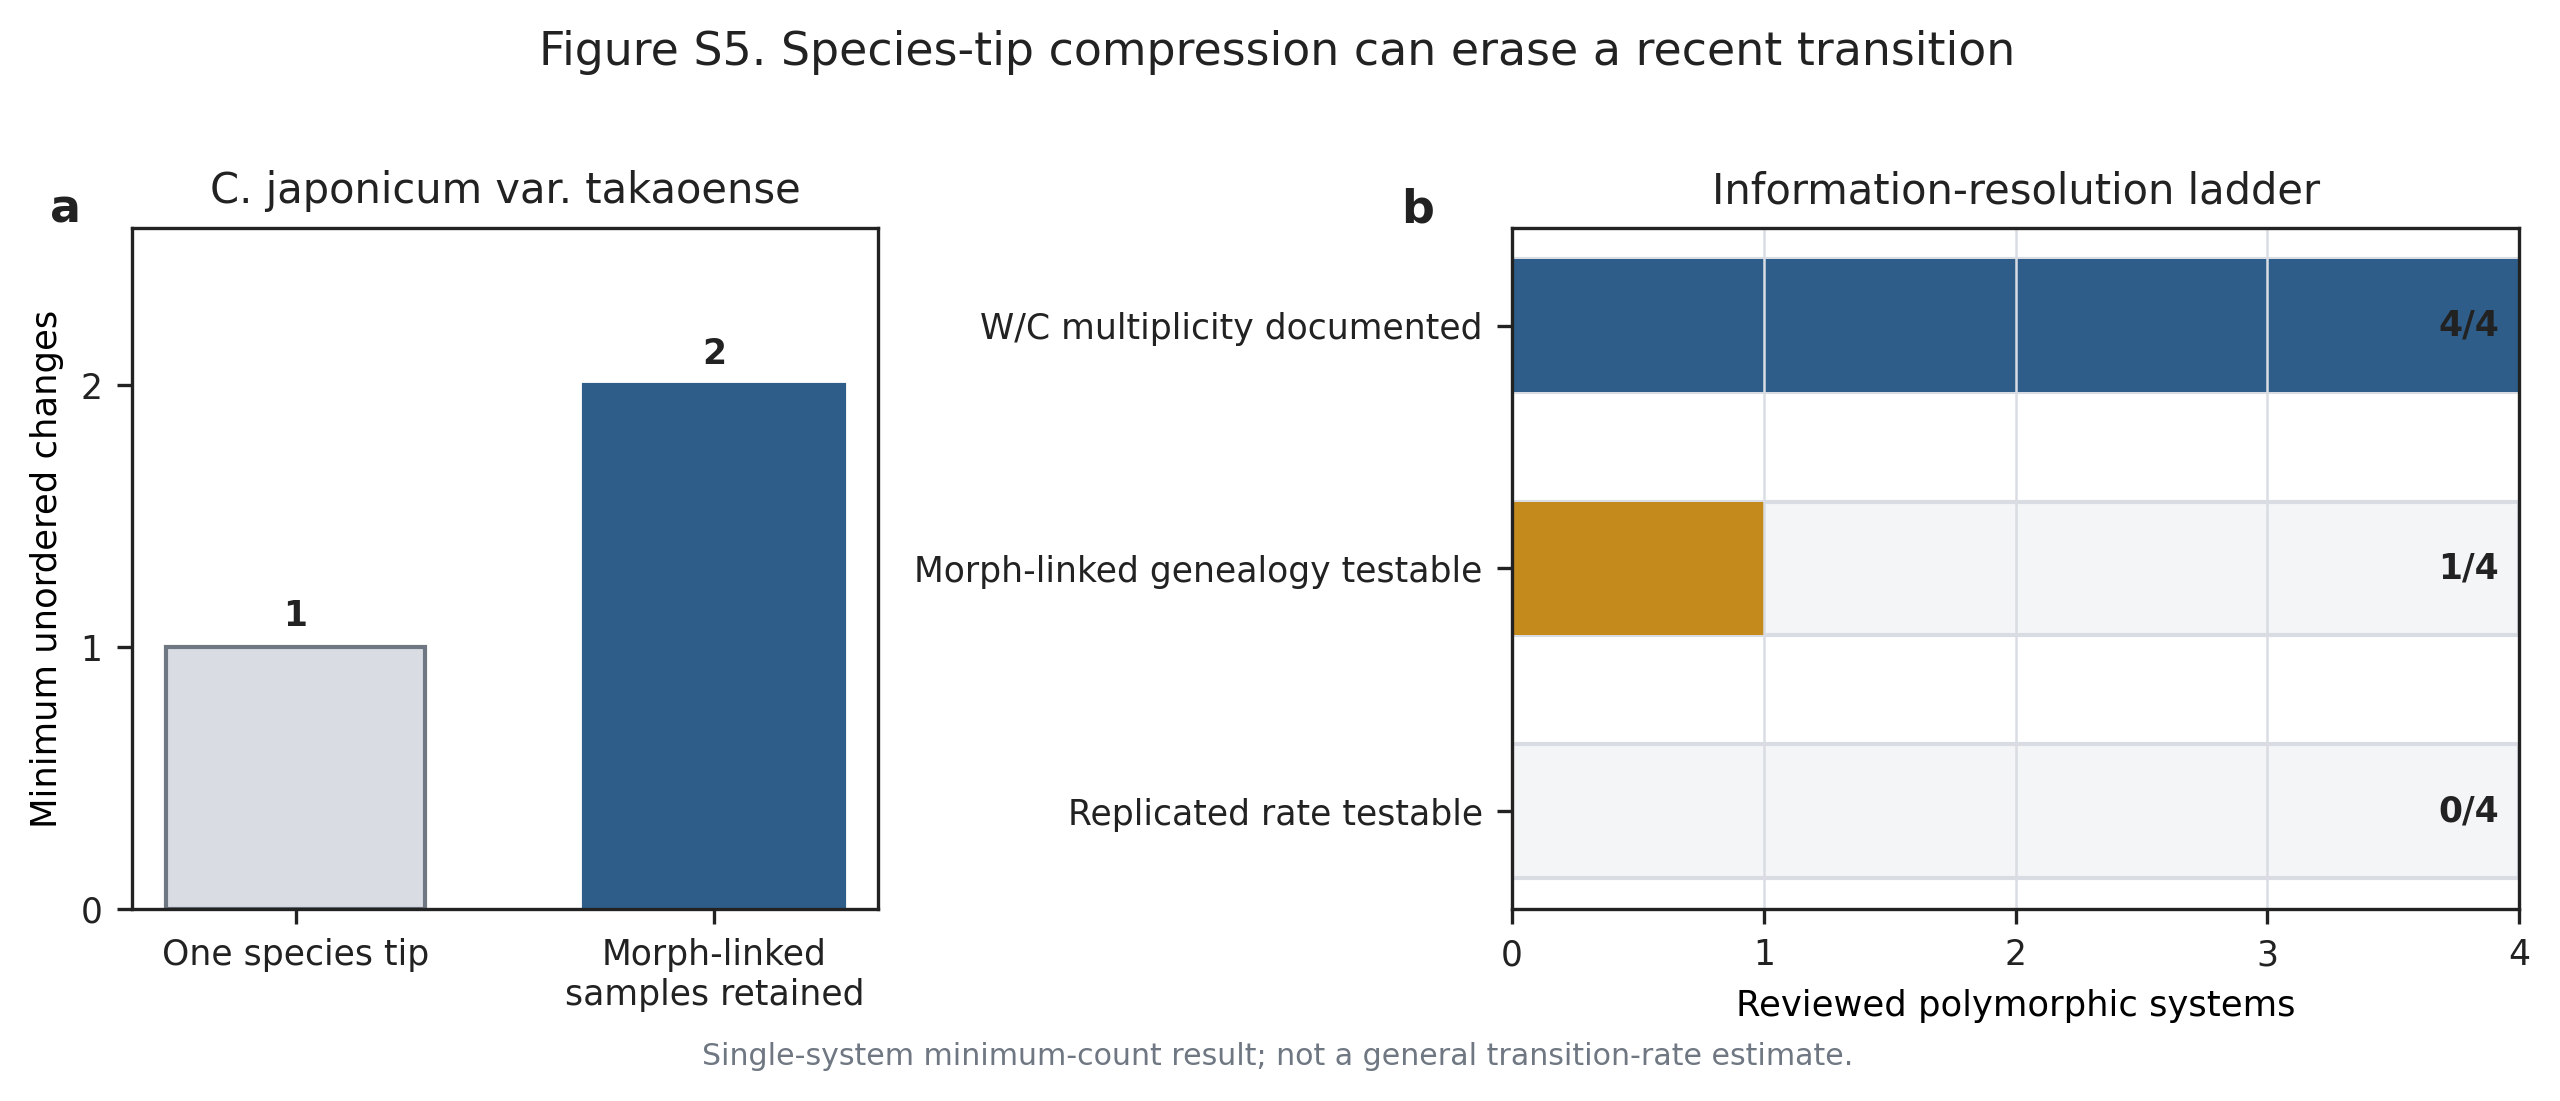 Figure S5. Species-tip compression can erase a recent transition
a
C. japonicum var. takaoense
Minimum unordered changes
2
1
0
1
2
One species tip
Morph-linked
samples retained
b
Information-resolution ladder
W/C multiplicity documented
4/4
Morph-linked genealogy testable
1/4
Replicated rate testable
0/4
0 1 2 3 4
Reviewed polymorphic systems
Single-system minimum-count result; not a general transition-rate estimate.